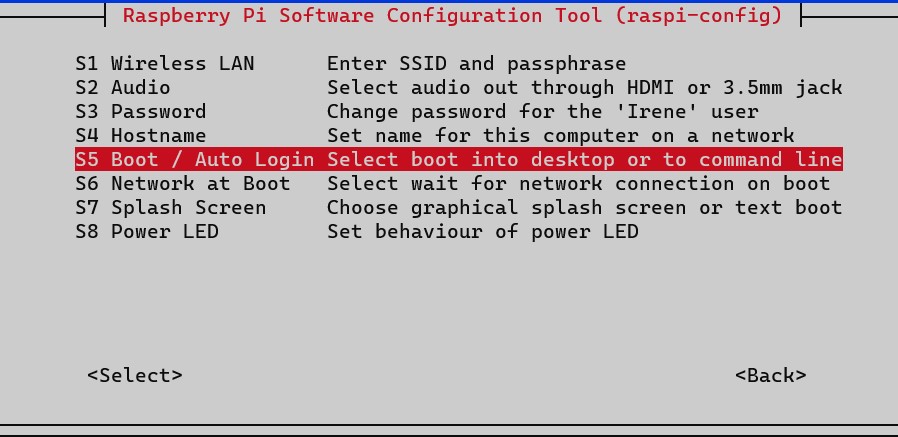 Raspberry Pi Software Configuration Tool (raspi-config)
S1 Wireless LAN Enter SSID and passphrase
S2 Audio Select audio out through HDMI or 3.5mm jack
S3 Password Change password for the 'Irene' user
S4 Hostname Set name for this computer on a network
S5 Boot / Auto Login Select boot into desktop or to command line
S6 Network at Boot Select wait for network connection on boot
S7 Splash Screen Choose graphical splash screen or text boot
S8 Power LED Set behaviour of power LED
<Select> <Back>